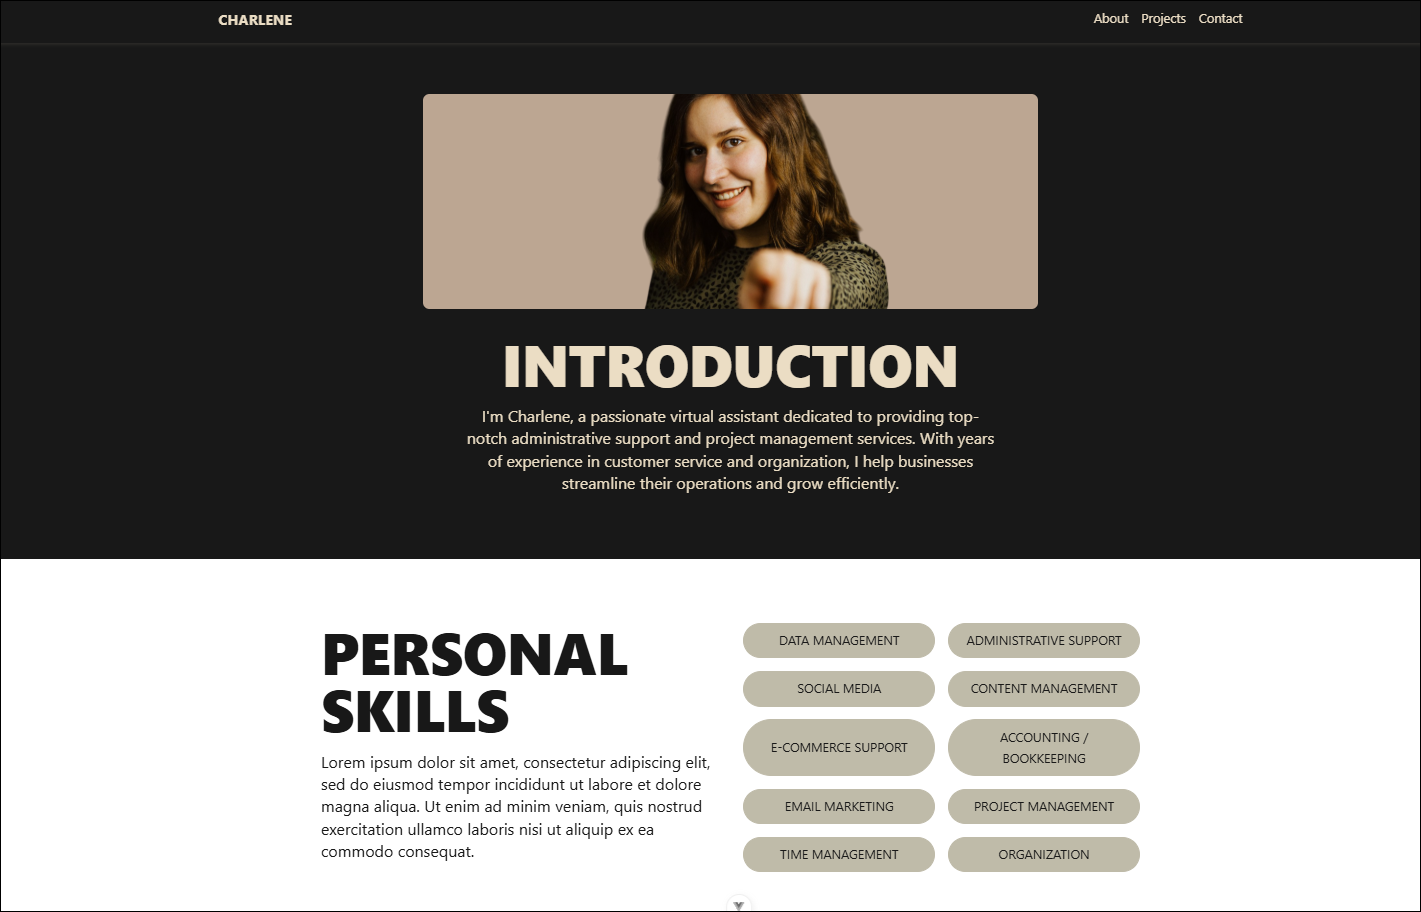 CHARLENE
About Projects Contact
INTRODUCTION
I'm Charlene, a passionate virtual assistant dedicated to providing top-
notch administrative support and project management services. With years
of experience in customer service and organization, I help businesses
streamline their operations and grow efficiently.
PERSONAL
SKILLS
Lorem ipsum dolor sit amet, consectetur adipiscing elit,
sed do eiusmod tempor incididunt ut labore et dolore
magna aliqua. Ut enim ad minim veniam, quis nostrud
exercitation ullamco laboris nisi ut aliquip ex ea
commodo consequat.
DATA MANAGEMENT
ADMINISTRATIVE SUPPORT
SOCIAL MEDIA
CONTENT MANAGEMENT
E-COMMERCE SUPPORT
ACCOUNTING /
BOOKKEEPING
EMAIL MARKETING
PROJECT MANAGEMENT
TIME MANAGEMENT
ORGANIZATION